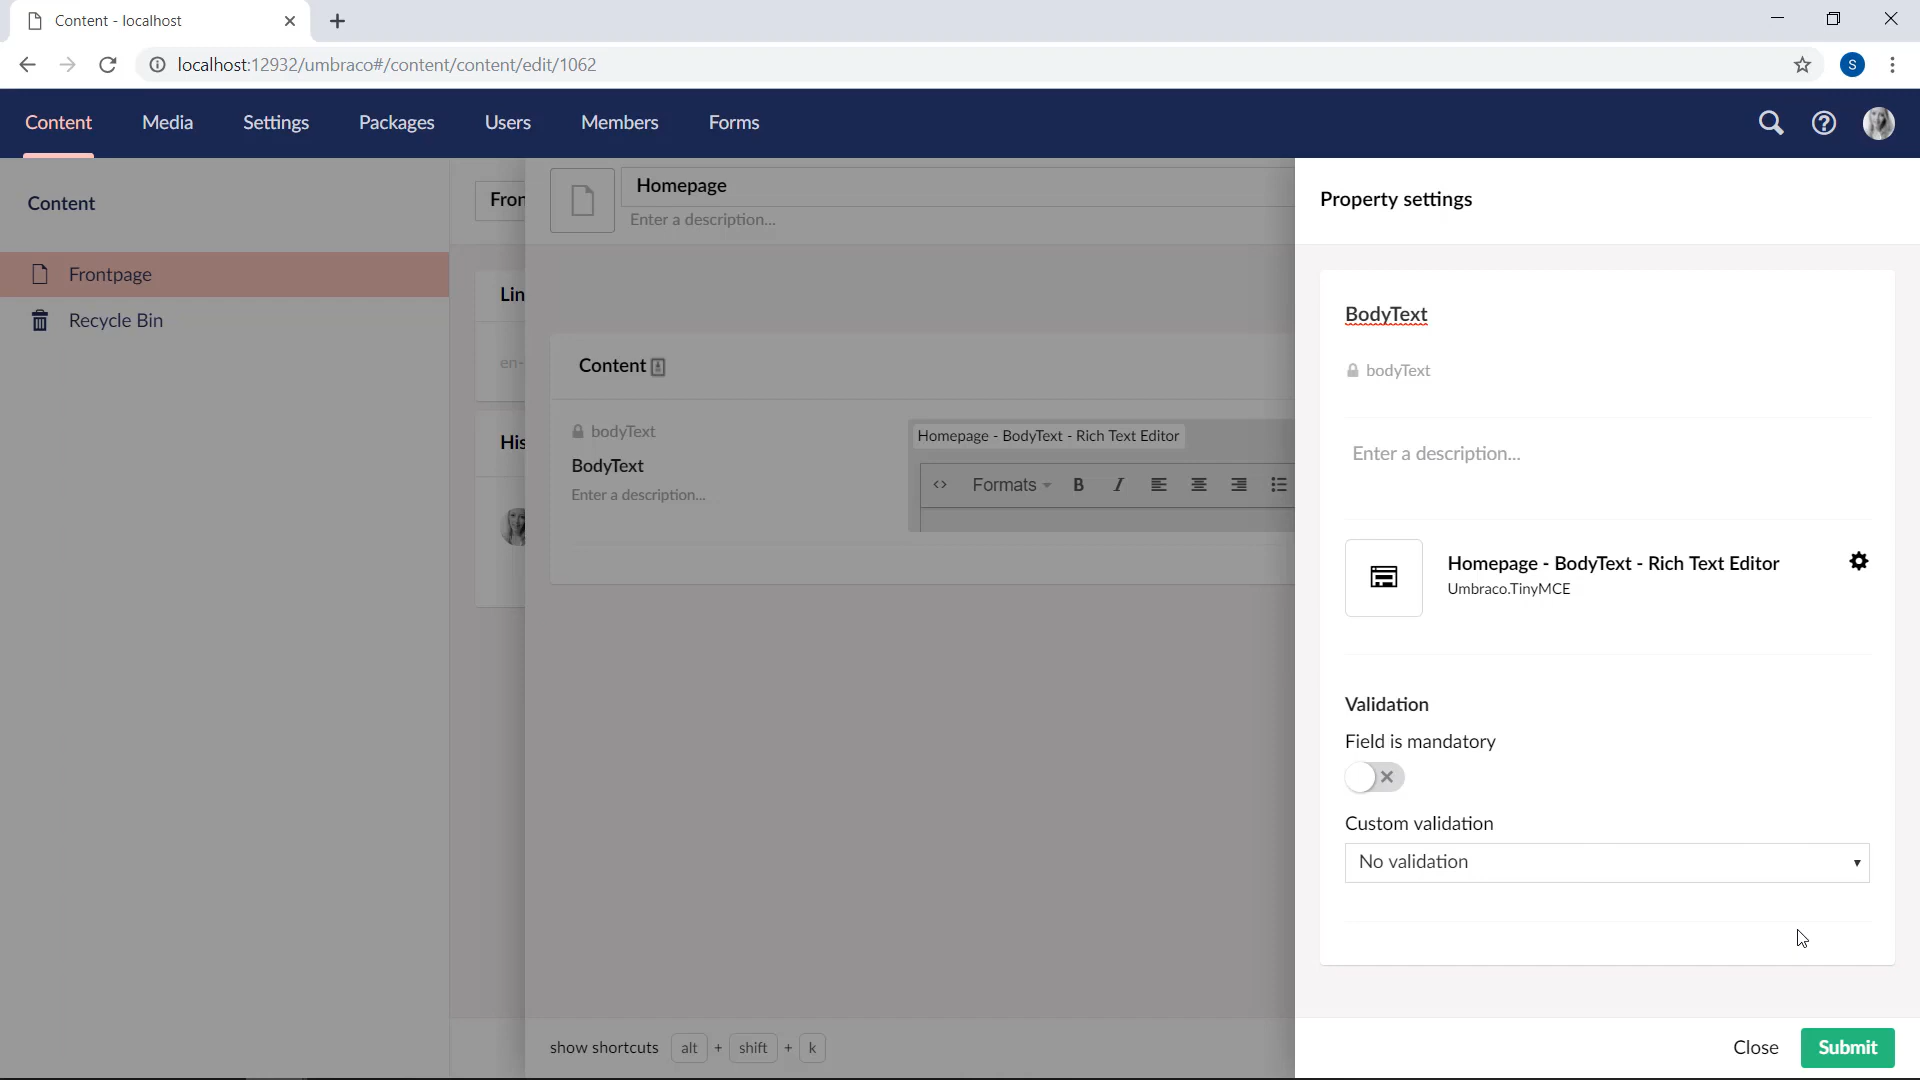 Content - localhost
localhost:12932/umbraco#/content/content/edit/1062
S
Content Media Settings Packages Users Members Forms
Content
Frontpage
Recycle Bin
Fron
Lin
en-
His
Homepage
Enter a description...
Content
bodyText
BodyText
Enter a description...
Homepage - BodyText - Rich Text Editor
<> Formats B I
show shortcuts alt + shift + k
Property settings
BodyText
bodyText
Enter a description...
Homepage - BodyText - Rich Text Editor
Umbraco.TinyMCE
Validation
Field is mandatory
Custom validation
No validation
Close Submit